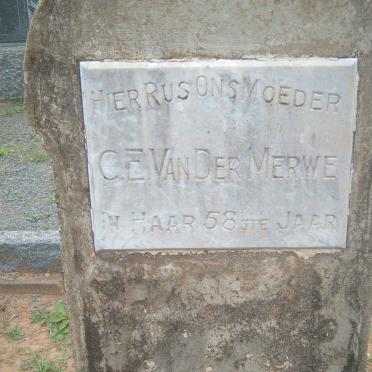 HIER RUS ONS MOEDER
C.E. VAN DER MERWE
IN HAAR 58STE JAAR